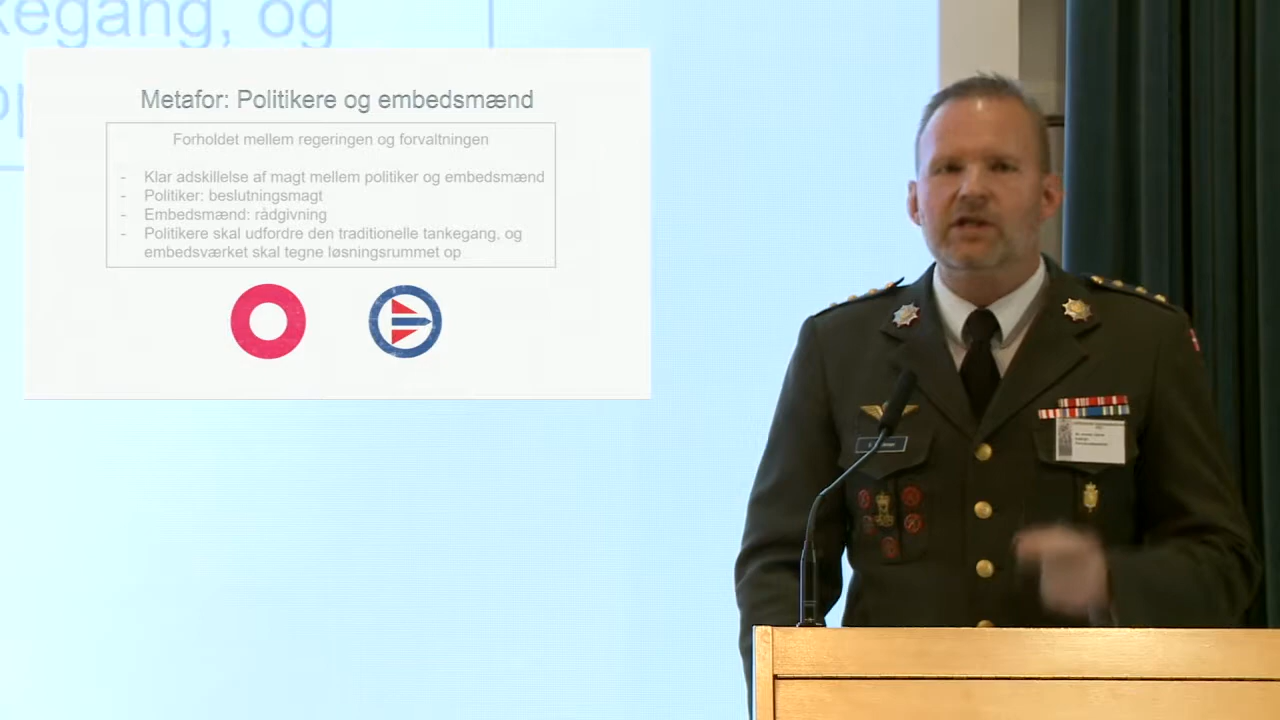 kegang, og
Metafor: Politikere og embedsmænd
Forholdet mellem regeringen og forvaltningen
- Klar adskillelse af magt mellem politiker og embedsmænd
- Politiker: beslutningsmagt
- Embedsmænd: rådgivning
- Politikere skal udfordre den traditionelle tankegang, og
embedsværket skal tegne løsningsrummet op